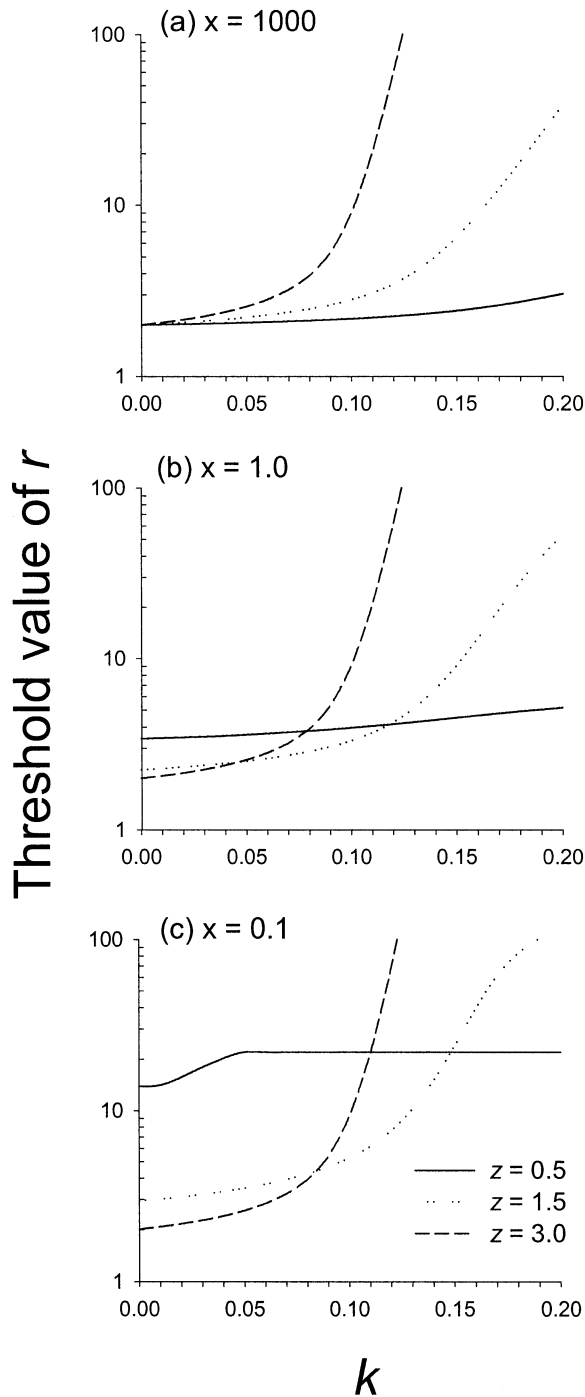 (a) x = 1000
100
10
1
0.00 0.05 0.10 0.15 0.20
Threshold value of r
(b) x = 1.0
100
10
1
0.00 0.05 0.10 0.15 0.20
(c) x = 0.1
100
10
1
z = 0.5
z = 1.5
z = 3.0
0.00 0.05 0.10 0.15 0.20
k